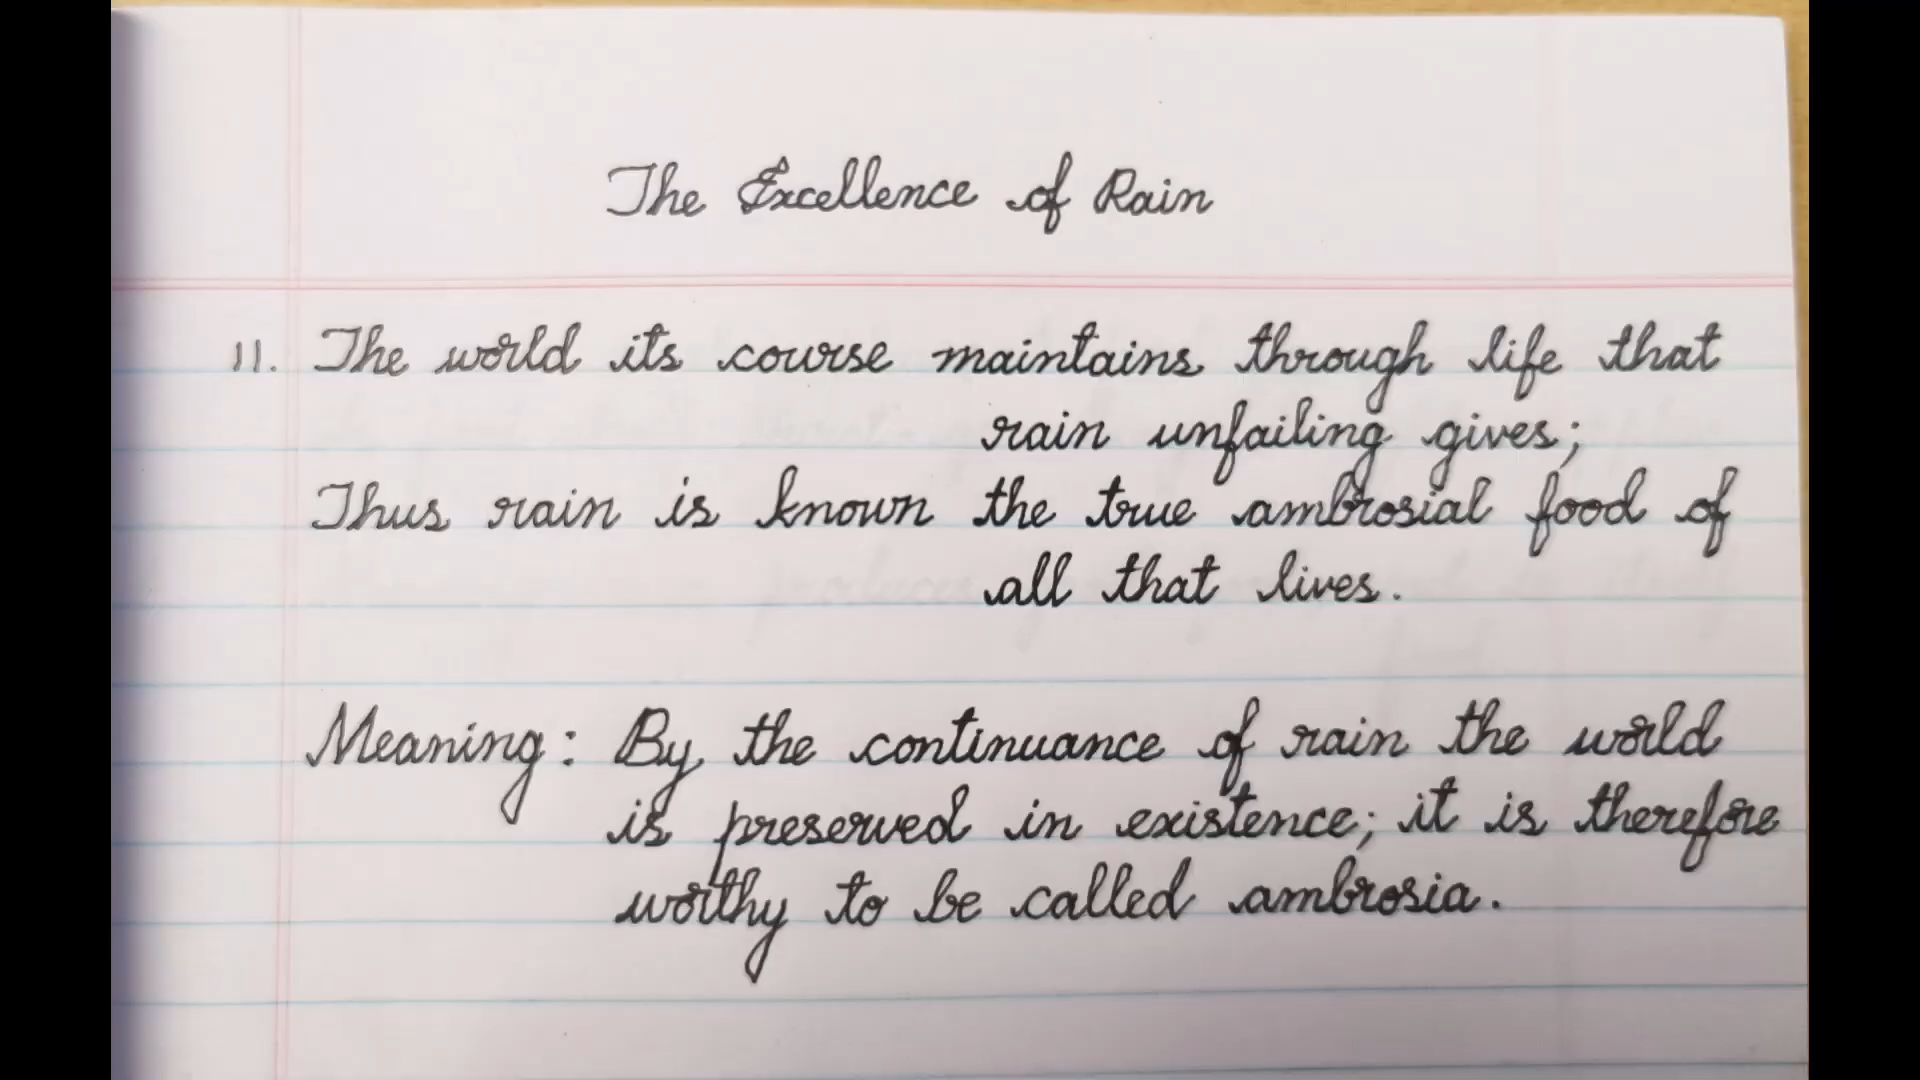 The Excellence of Rain
11. The world its course maintains through life that
rain unfailing gives;
Thus rain is known the true ambrosial food of
all that lives.
Meaning: By the continuance of rain the world
is preserved in existence; it is therefore
worthy to be called ambrosia.